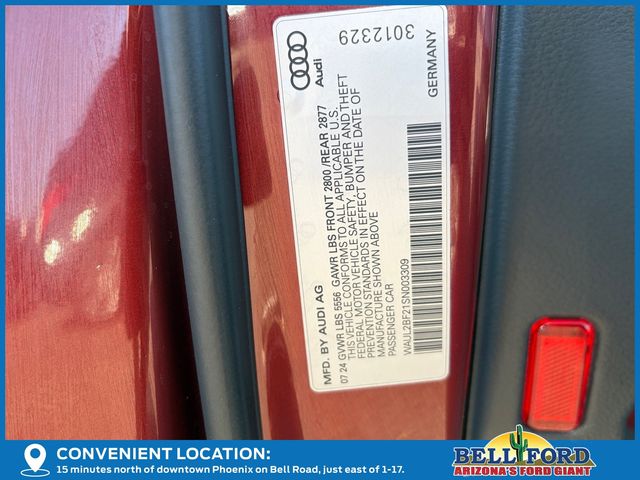 3012329
Audi
GERMANY
MFD. BY AUDI AG
07.24 GVWR LBS 5556 GAWR LBS FRONT 2800/REAR 2877
THIS VEHICLE CONFORMS TO ALL APPLICABLE U.S.
FEDERAL MOTOR VEHICLE SAFETY, BUMPER AND THEFT
PREVENTION STANDARDS IN EFFECT ON THE DATE OF
MANUFACTURE SHOWN ABOVE
PASSENGER CAR
WAUL2BF21SN003309
CONVENIENT LOCATION:
15 minutes north of downtown Phoenix on Bell Road, just east of 1-17.
BELL FORD
ARIZONA'S FORD GIANT